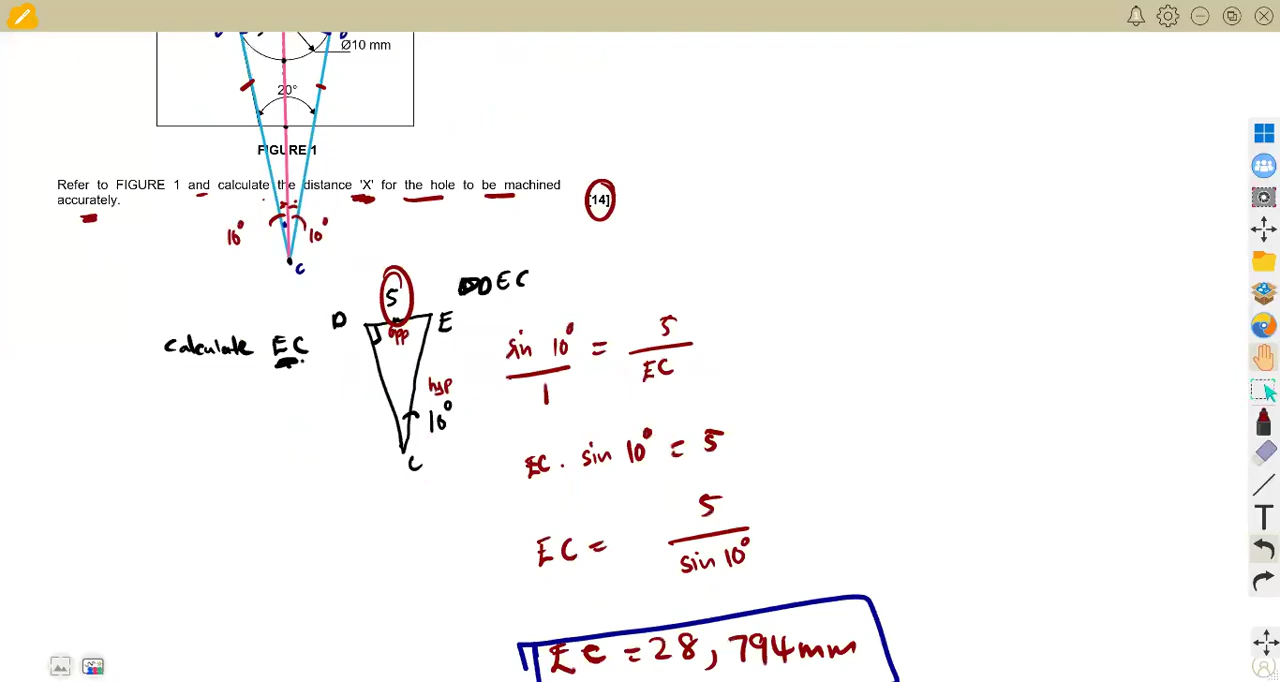 Ø10 mm
20°
FIGURE 1
Refer to FIGURE 1 and calculate the distance 'X' for the hole to be machined
accurately.
[14]
10° 10°
C
5
DEC
D E
opp
calculate EC
sin 10° = 5
1 EC
hyp
10°
C
EC . sin 10° = 5
EC = 5
sin 10°
EC = 28,794mm
T